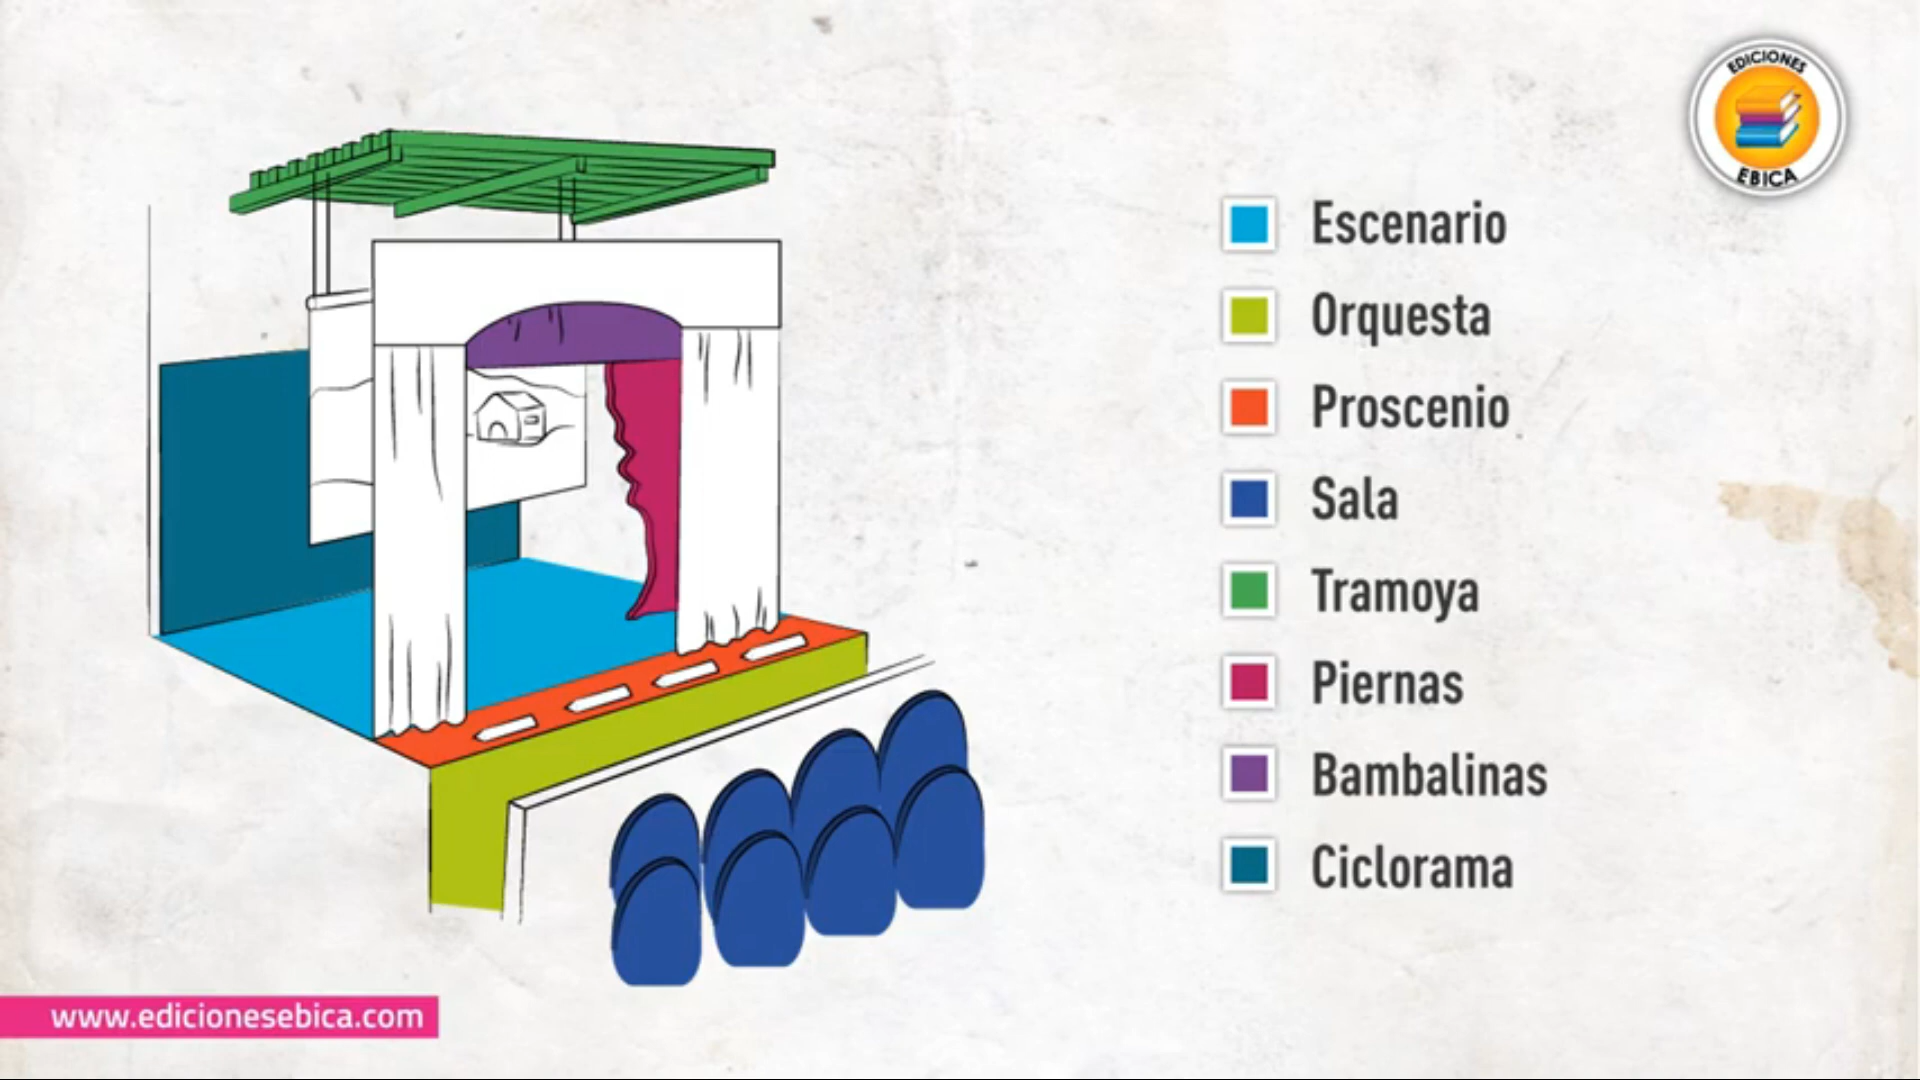 EDICIONES
EBICA
Escenario
Orquesta
Proscenio
Sala
Tramoya
Piernas
Bambalinas
Ciclorama
www.edicionesebica.com